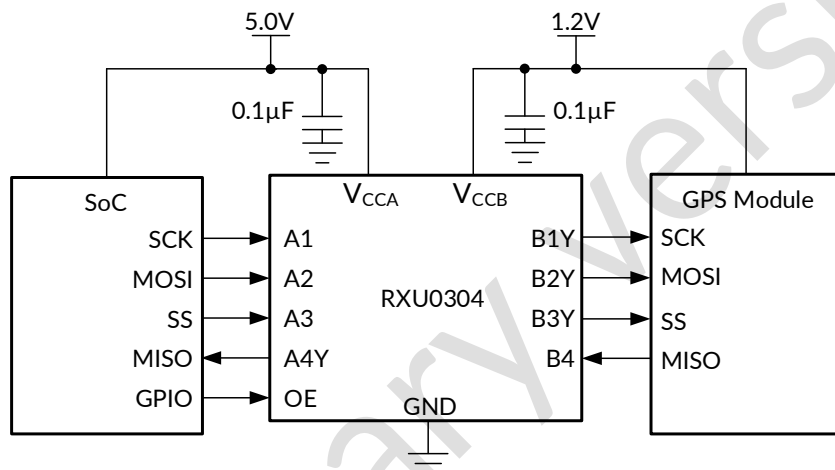 5.0V 1.2V
0.1µF 0.1µF
SoC VCCA VCCB GPS Module
SCK A1 B1Y SCK
MOSI A2 B2Y MOSI
RXU0304
SS A3 B3Y SS
MISO A4Y B4 MISO
GPIO OE
GND